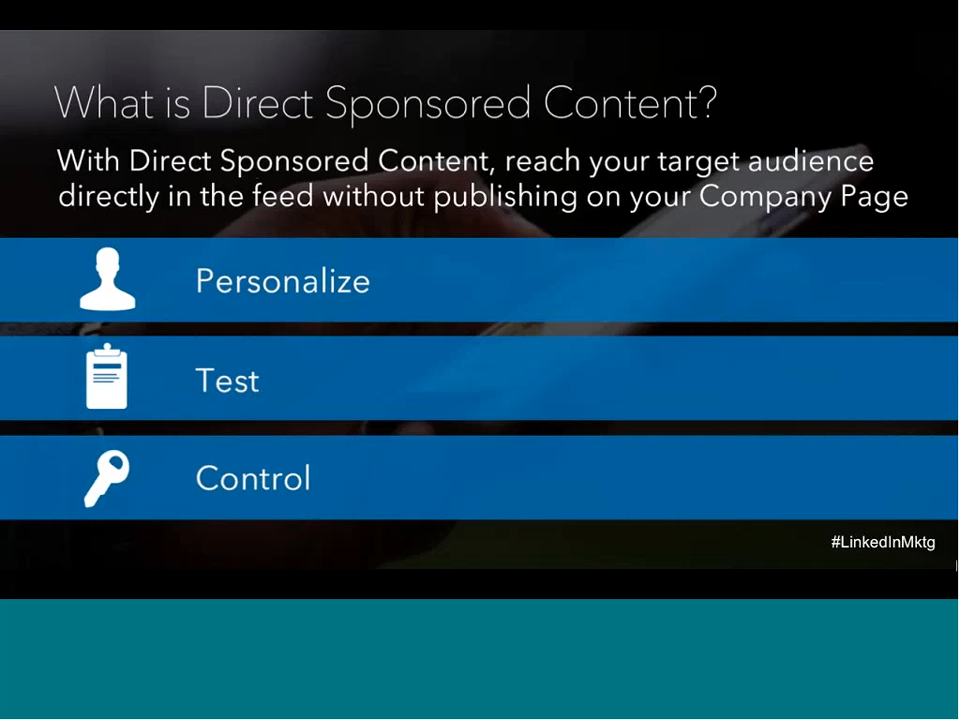 What is Direct Sponsored Content?
With Direct Sponsored Content, reach your target audience
directly in the feed without publishing on your Company Page
Personalize
Test
Control
#LinkedInMktg